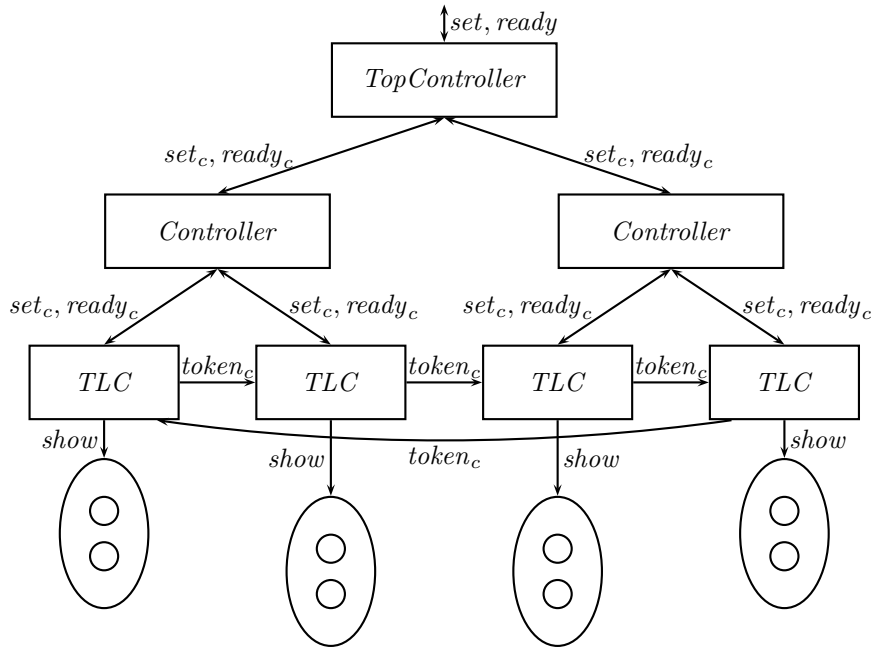 set, ready
TopController
set_c, ready_c
set_c, ready_c
Controller
Controller
set_c, ready_c
set_c, ready_c
set_c, ready_c
set_c, ready_c
TLC
token_c
TLC
token_c
TLC
token_c
TLC
show
show
token_c
show
show